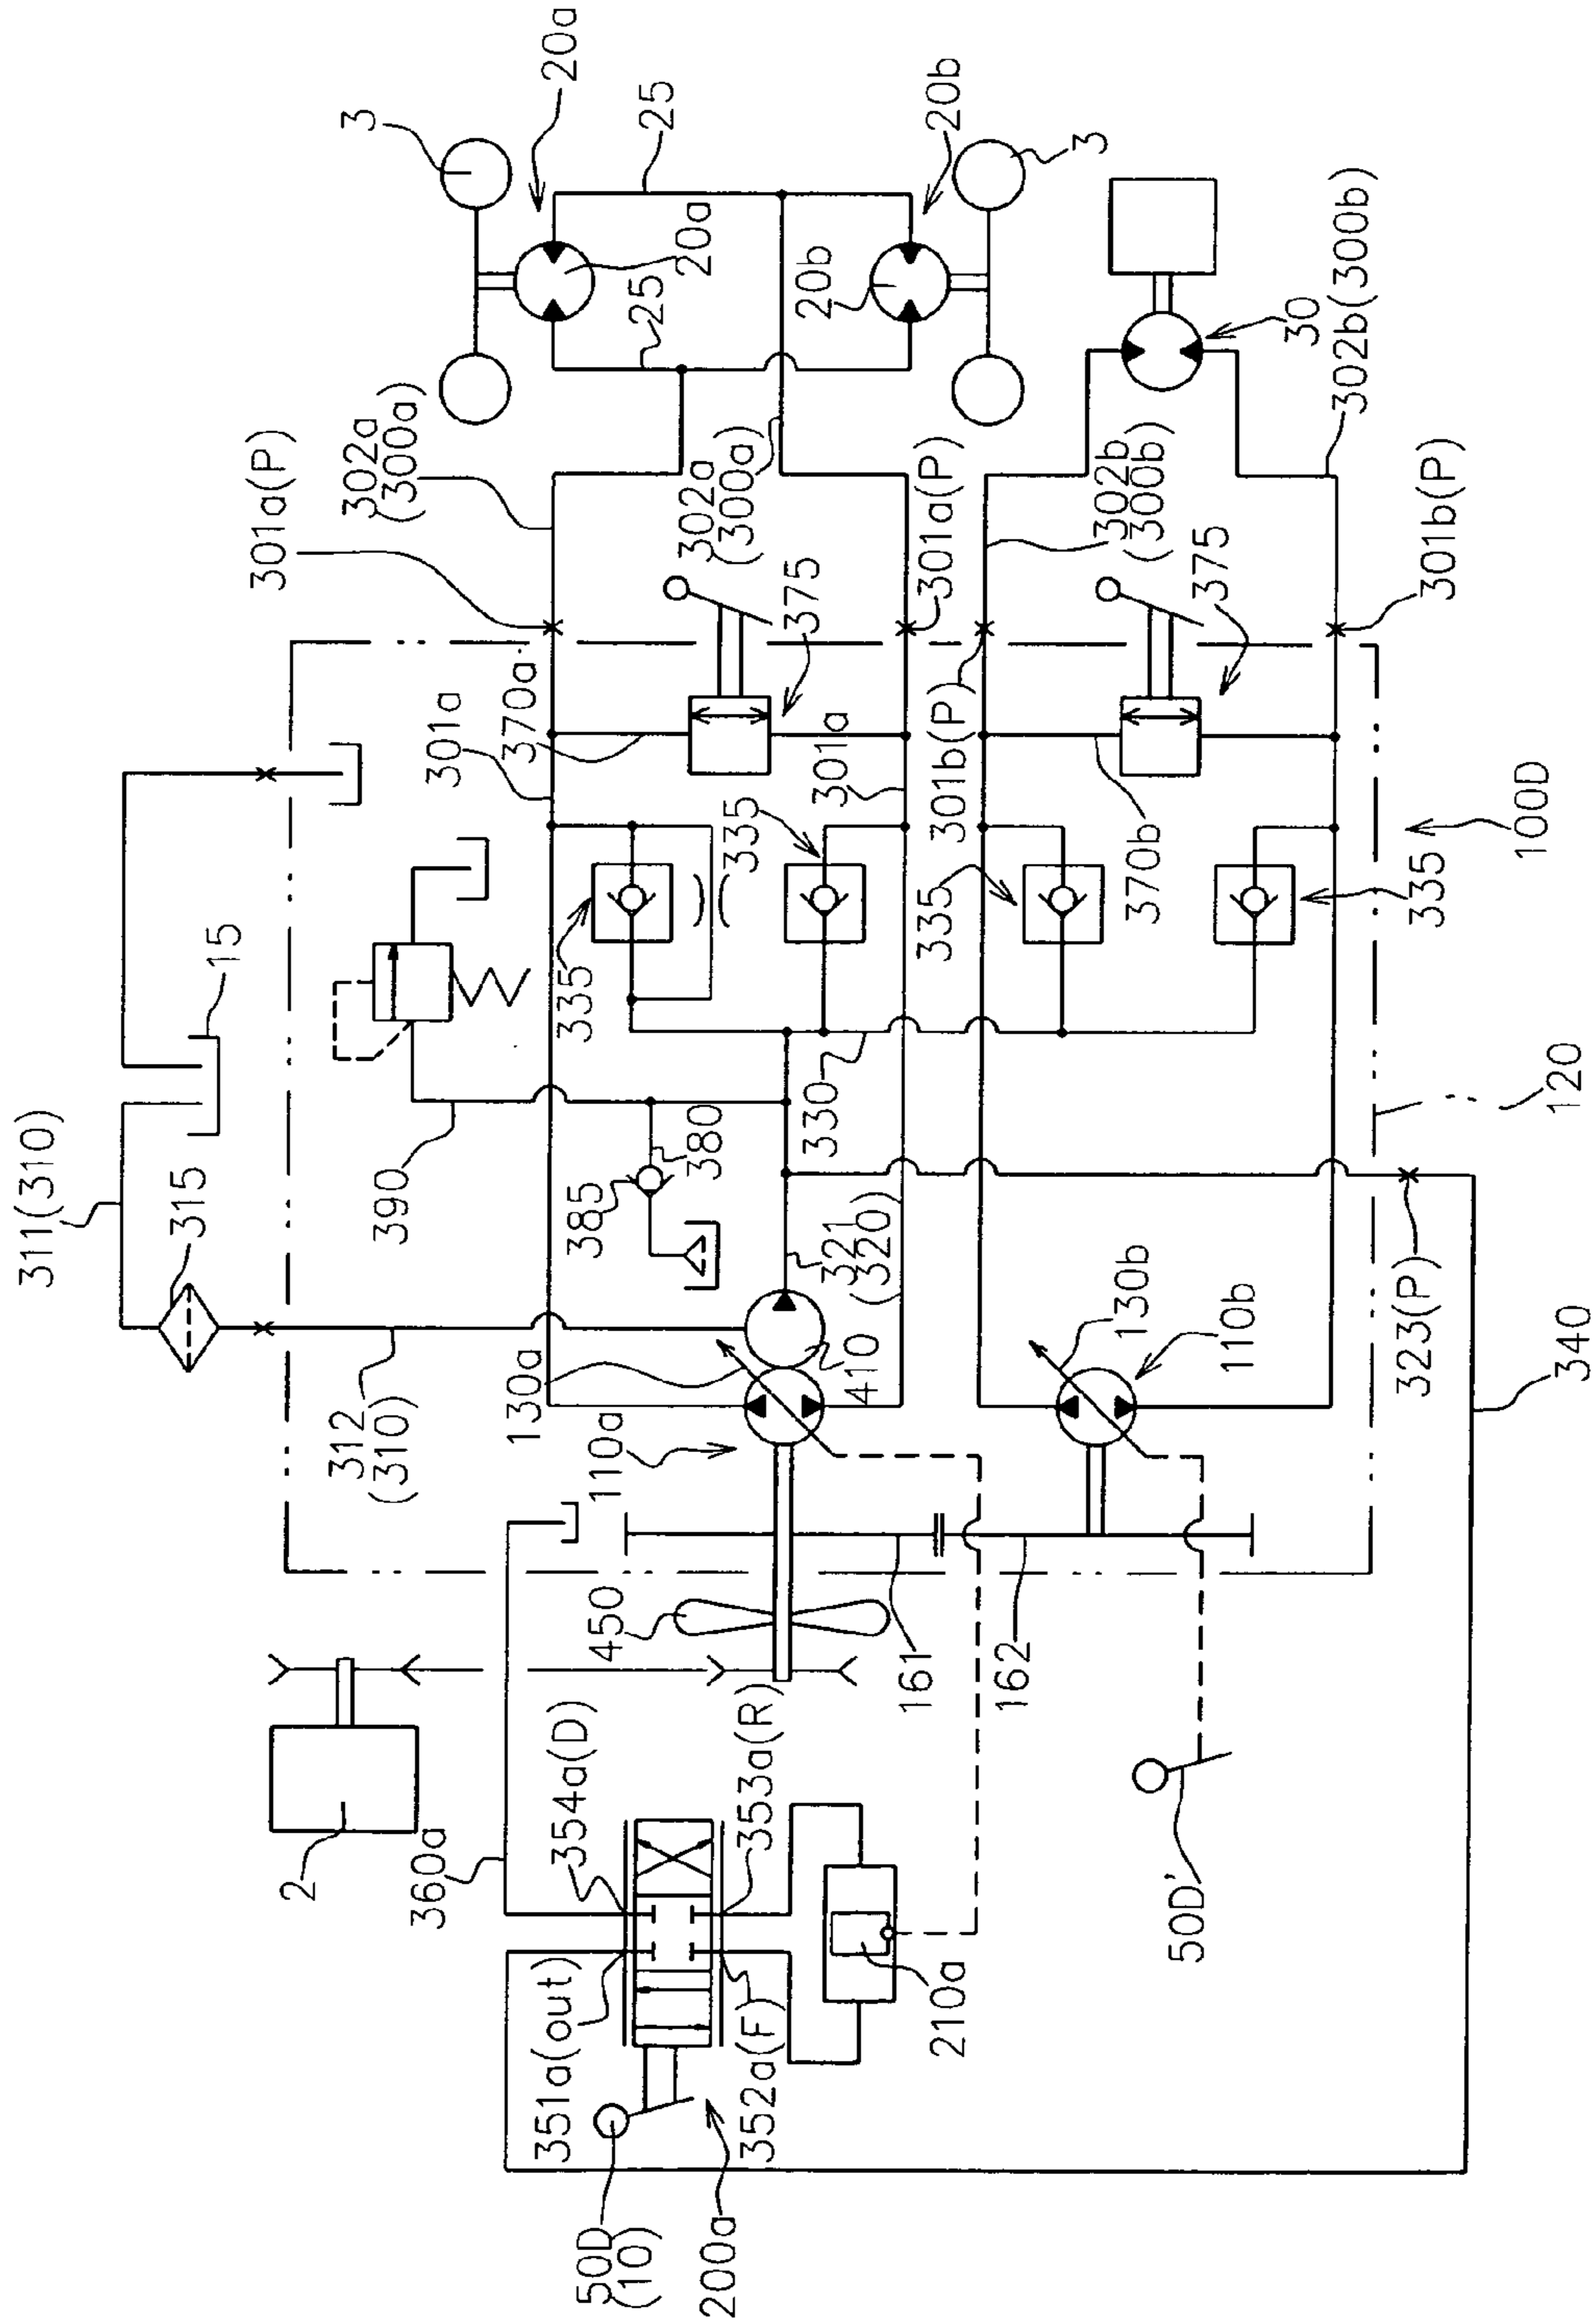 3
20a
25
20a
25
20b
20b
3
30
302b(300b)
302a
(300a)
301a(P)
302a
(300a)
301a(P)
302b
(300b)
301b(P)
375
375
301a
370a
301a
301b(P)
370b
100D
335
335
335
335
15
311(310)
315
390
385
380
330
120
321
(320)
312
(310)
130a
410
110a
130b
110b
323(P)
340
450
161
162
2
360a
354a(D)
353a(R)
351a(out)
352a(F)
210a
50D'
50D
(10)
200a